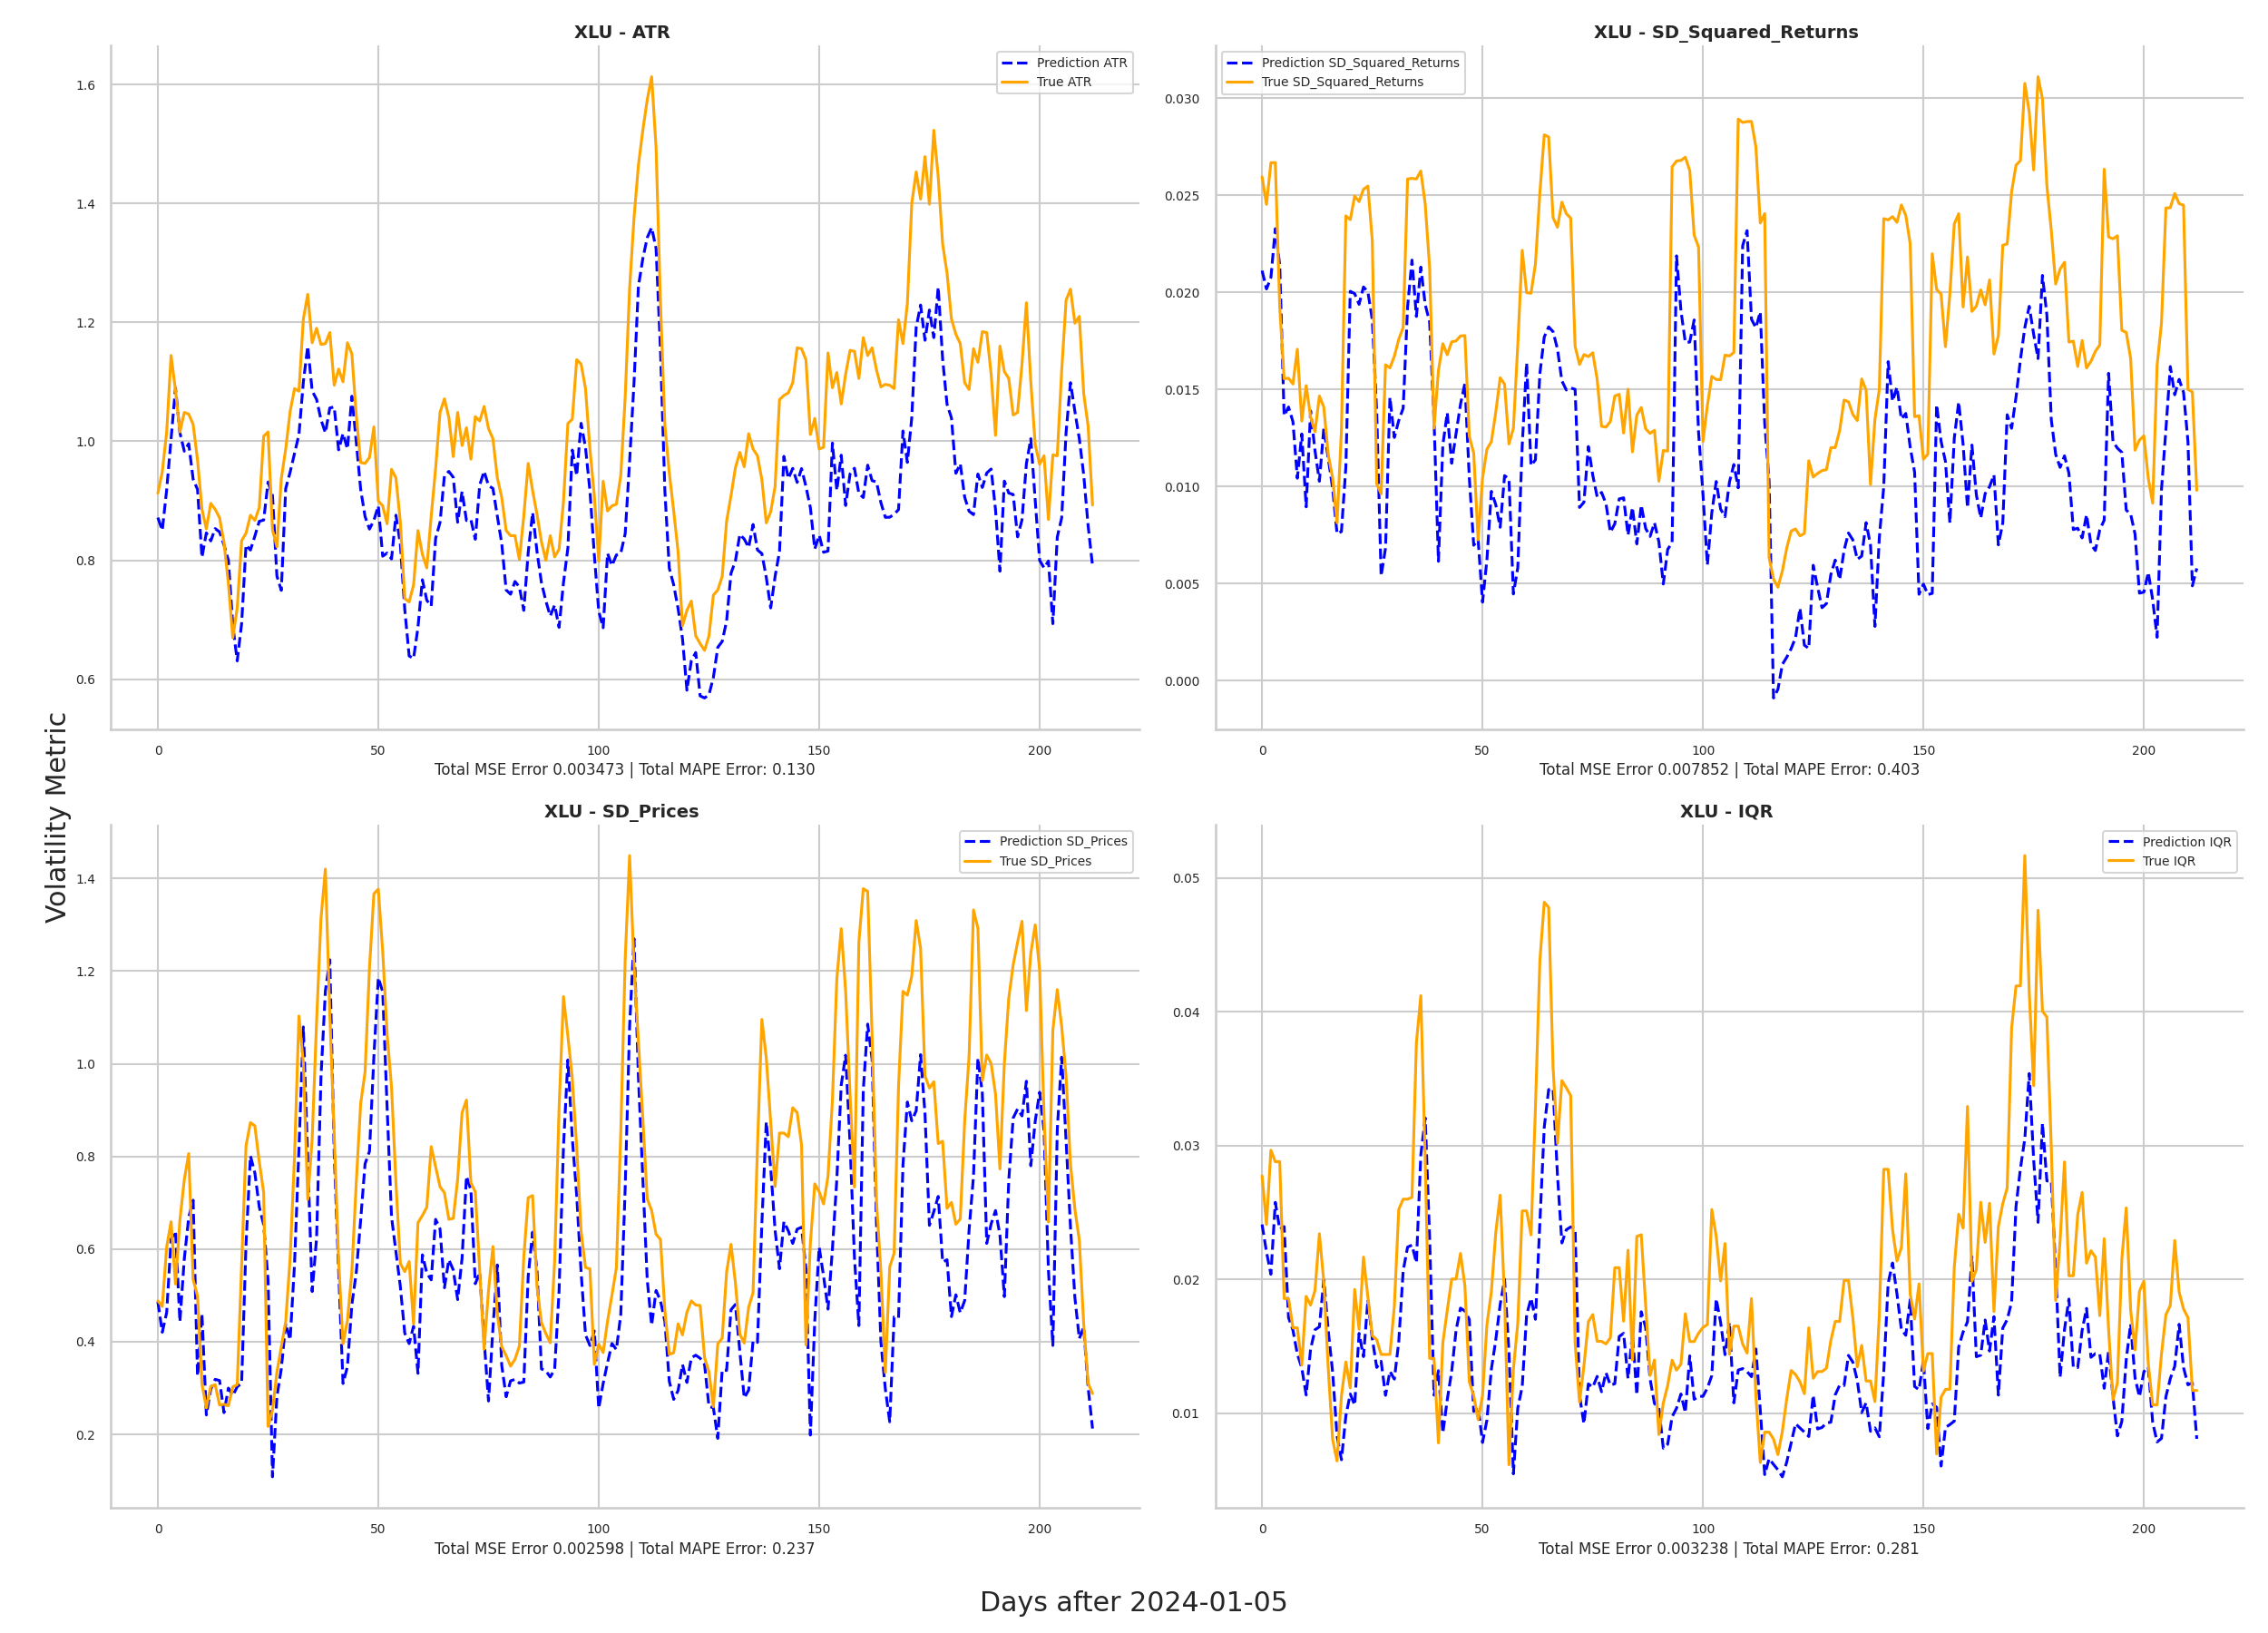 XLU - ATR
Prediction ATR
True ATR
1.6
1.4
1.2
1.0
0.8
0.6
0
50
100
150
200
Total MSE Error 0.003473 | Total MAPE Error: 0.130
XLU - SD_Squared_Returns
Prediction SD_Squared_Returns
True SD_Squared_Returns
0.030
0.025
0.020
0.015
0.010
0.005
0.000
0
50
100
150
200
Total MSE Error 0.007852 | Total MAPE Error: 0.403
Volatility Metric
XLU - SD_Prices
Prediction SD_Prices
True SD_Prices
1.4
1.2
1.0
0.8
0.6
0.4
0.2
0
50
100
150
200
Total MSE Error 0.002598 | Total MAPE Error: 0.237
XLU - IQR
Prediction IQR
True IQR
0.05
0.04
0.03
0.02
0.01
0
50
100
150
200
Total MSE Error 0.003238 | Total MAPE Error: 0.281
Days after 2024-01-05